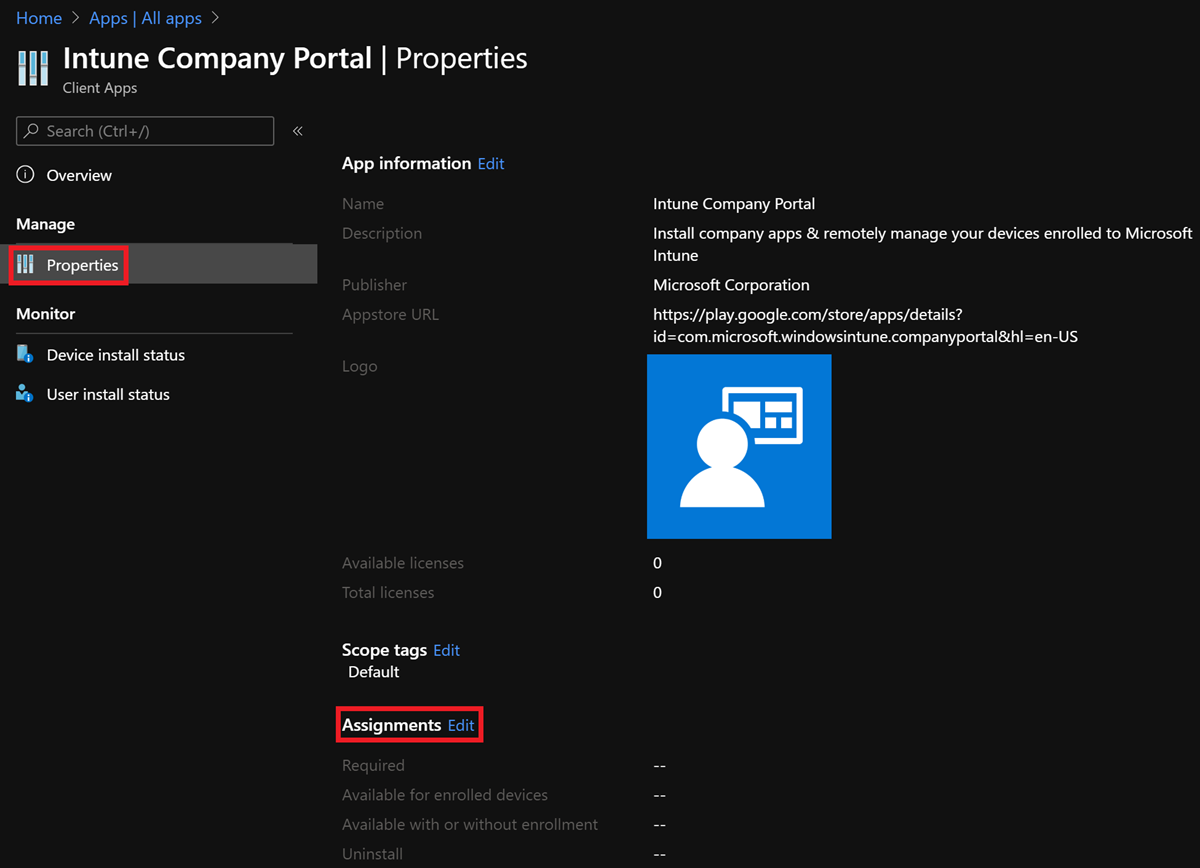 Home > Apps | All apps >
Intune Company Portal | Properties
Client Apps
Search (Ctrl+/)
«
Overview
Manage
Properties
Monitor
Device install status
User install status
App information Edit
Name Intune Company Portal
Description Install company apps & remotely manage your devices enrolled to Microsoft
Intune
Publisher Microsoft Corporation
Appstore URL https://play.google.com/store/apps/details?
id=com.microsoft.windowsintune.companyportal&hl=en-US
Logo
Available licenses 0
Total licenses 0
Scope tags Edit
Default
Assignments Edit
Required --
Available for enrolled devices --
Available with or without enrollment --
Uninstall --